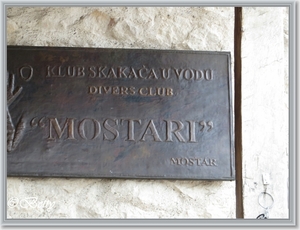 KLUB SKAKAČA U VODU
DIVERS CLUB
"MOSTARI"
MOSTAR